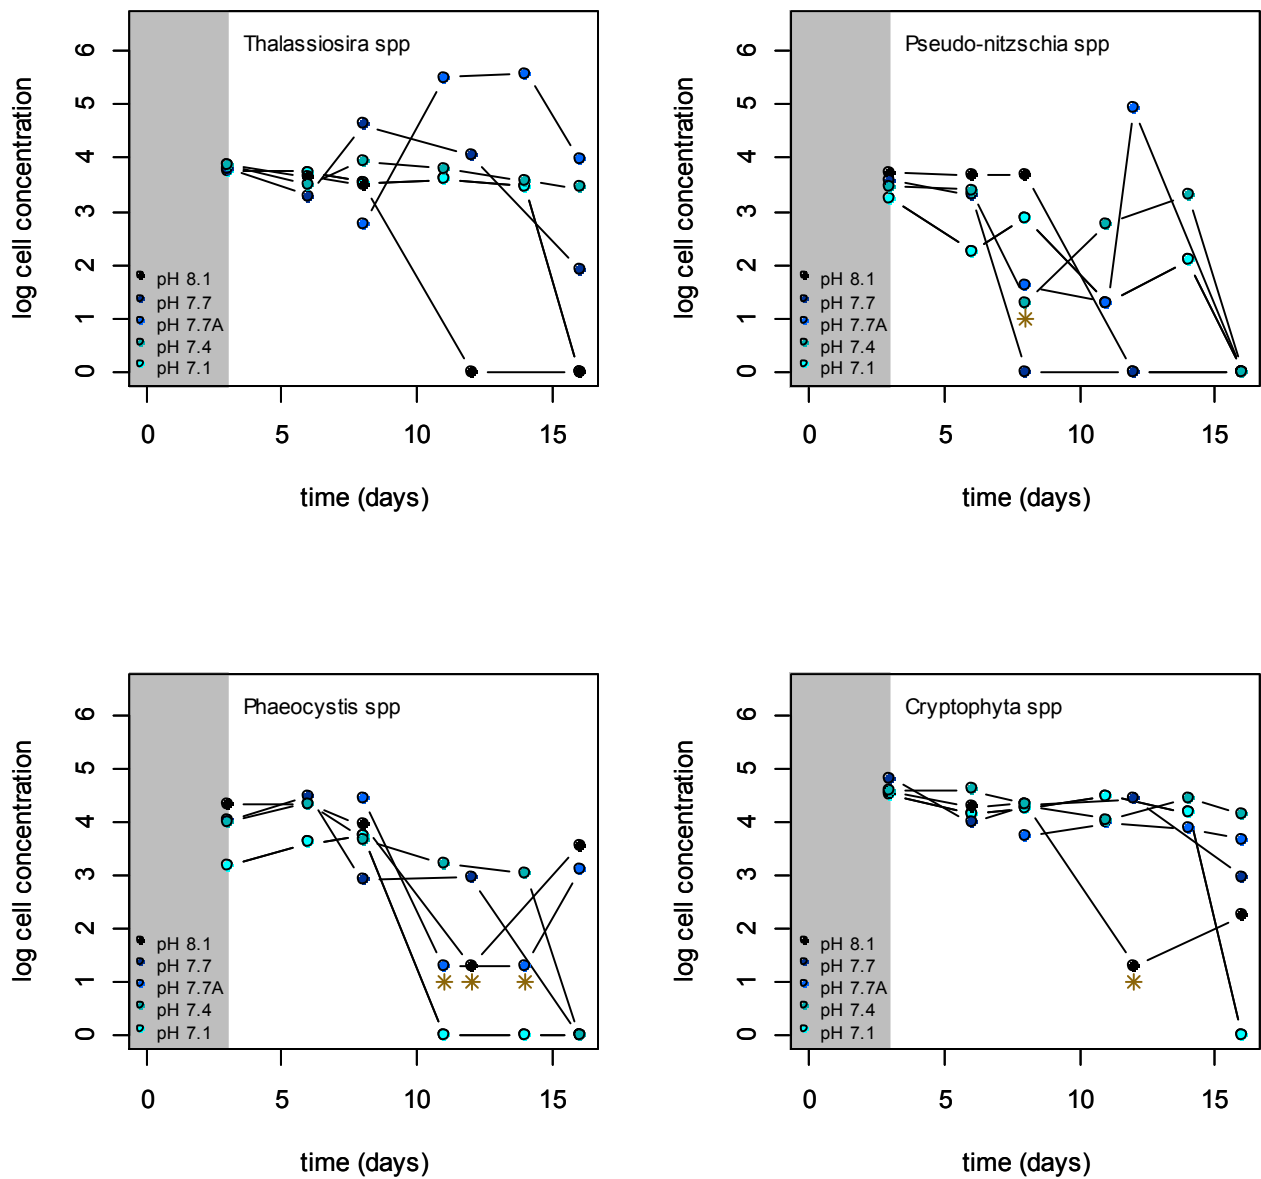 Thalassiosira spp
log cell concentration
6
5
4
3
2
1
0
pH 8.1
pH 7.7
pH 7.7A
pH 7.4
pH 7.1
0 5 10 15
time (days)
Pseudo-nitzschia spp
log cell concentration
6
5
4
3
2
1
0
pH 8.1
pH 7.7
pH 7.7A
pH 7.4
pH 7.1
0 5 10 15
time (days)
Phaeocystis spp
log cell concentration
6
5
4
3
2
1
0
pH 8.1
pH 7.7
pH 7.7A
pH 7.4
pH 7.1
0 5 10 15
time (days)
Cryptophyta spp
log cell concentration
6
5
4
3
2
1
0
pH 8.1
pH 7.7
pH 7.7A
pH 7.4
pH 7.1
0 5 10 15
time (days)